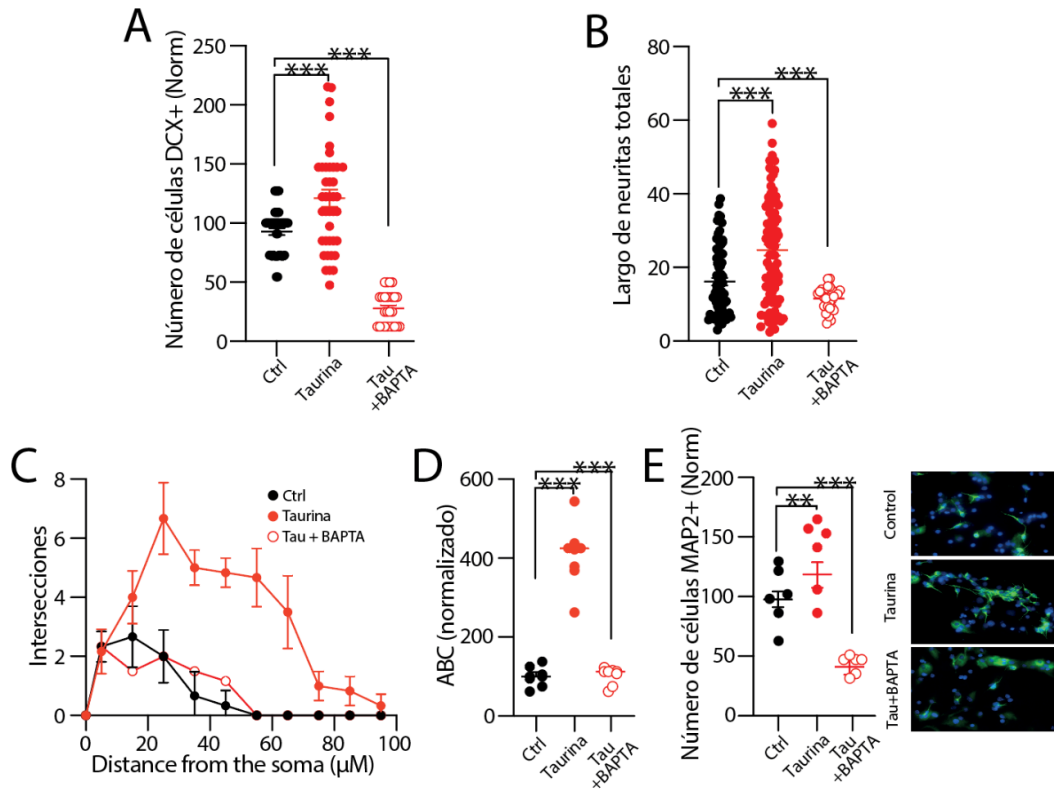 A
Número de células DCX+ (Norm)
250
200
150
100
50
0
***
***
Ctrl
Taurina
Tau
+BAPTA
B
Largo de neuritas totales
80
60
40
20
0
***
***
Ctrl
Taurina
Tau
+BAPTA
C
Intersecciones
8
6
4
2
0
Ctrl
Taurina
Tau + BAPTA
0 20 40 60 80 100
Distance from the soma (µM)
D
ABC (normalizado)
600
400
200
0
***
***
Ctrl
Taurina
Tau
+BAPTA
E
Número de células MAP2+ (Norm)
200
150
100
50
0
***
**
Ctrl
Taurina
Tau
+BAPTA
Control
Taurina
Tau+BAPTA